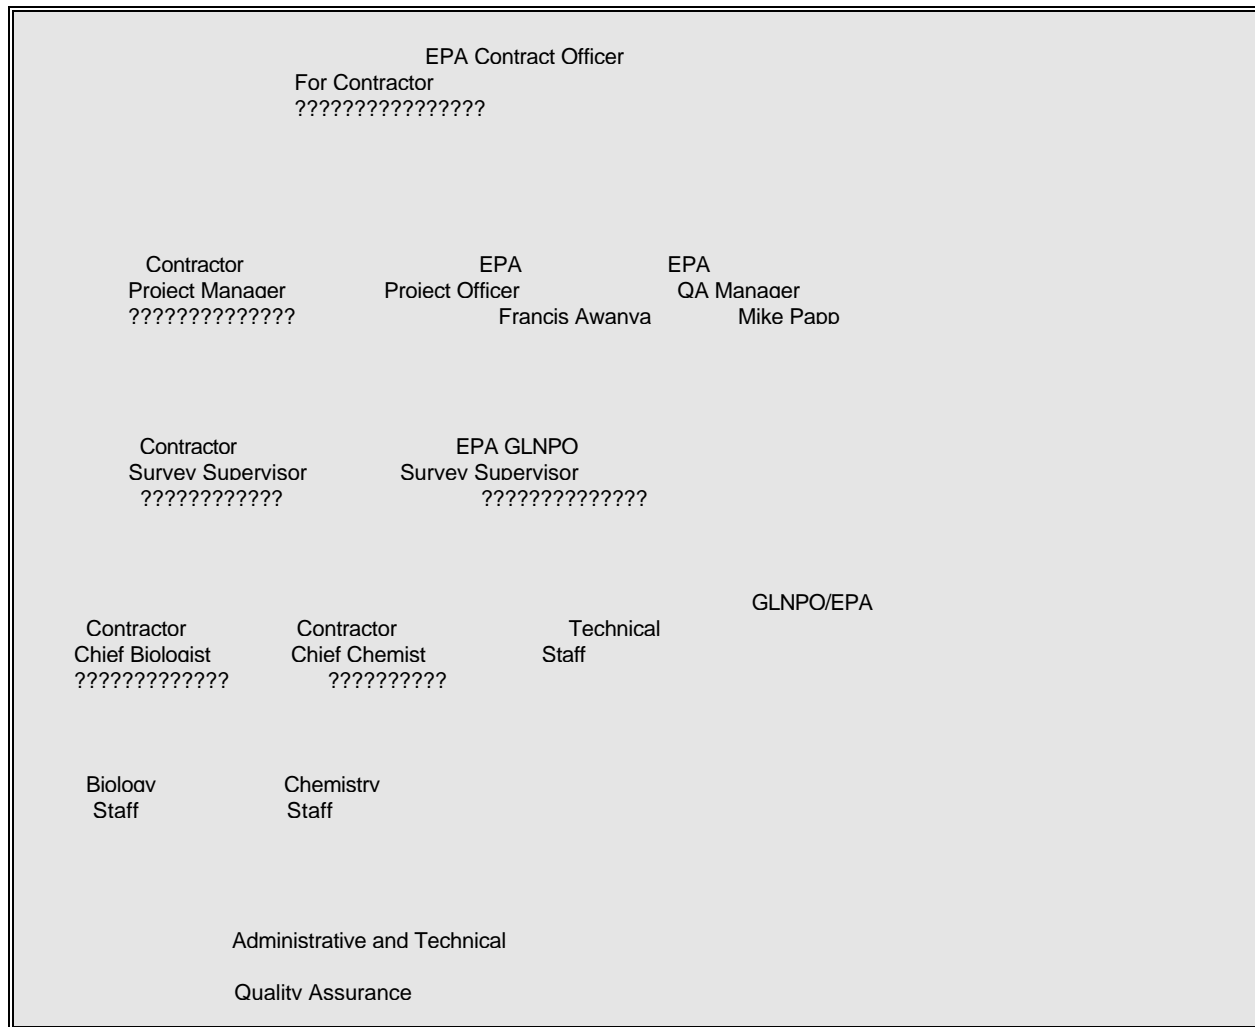 EPA Contract Officer
For Contractor
????????????????
Contractor EPA EPA
Project Manager Project Officer QA Manager
?????????????? Francis Awanya Mike Papp
Contractor EPA GLNPO
Survey Supervisor Survey Supervisor
???????????? ??????????????
GLNPO/EPA
Contractor Contractor Technical
Chief Biologist Chief Chemist Staff
????????????? ??????????
Biology Chemistry
Staff Staff
Administrative and Technical
Quality Assurance